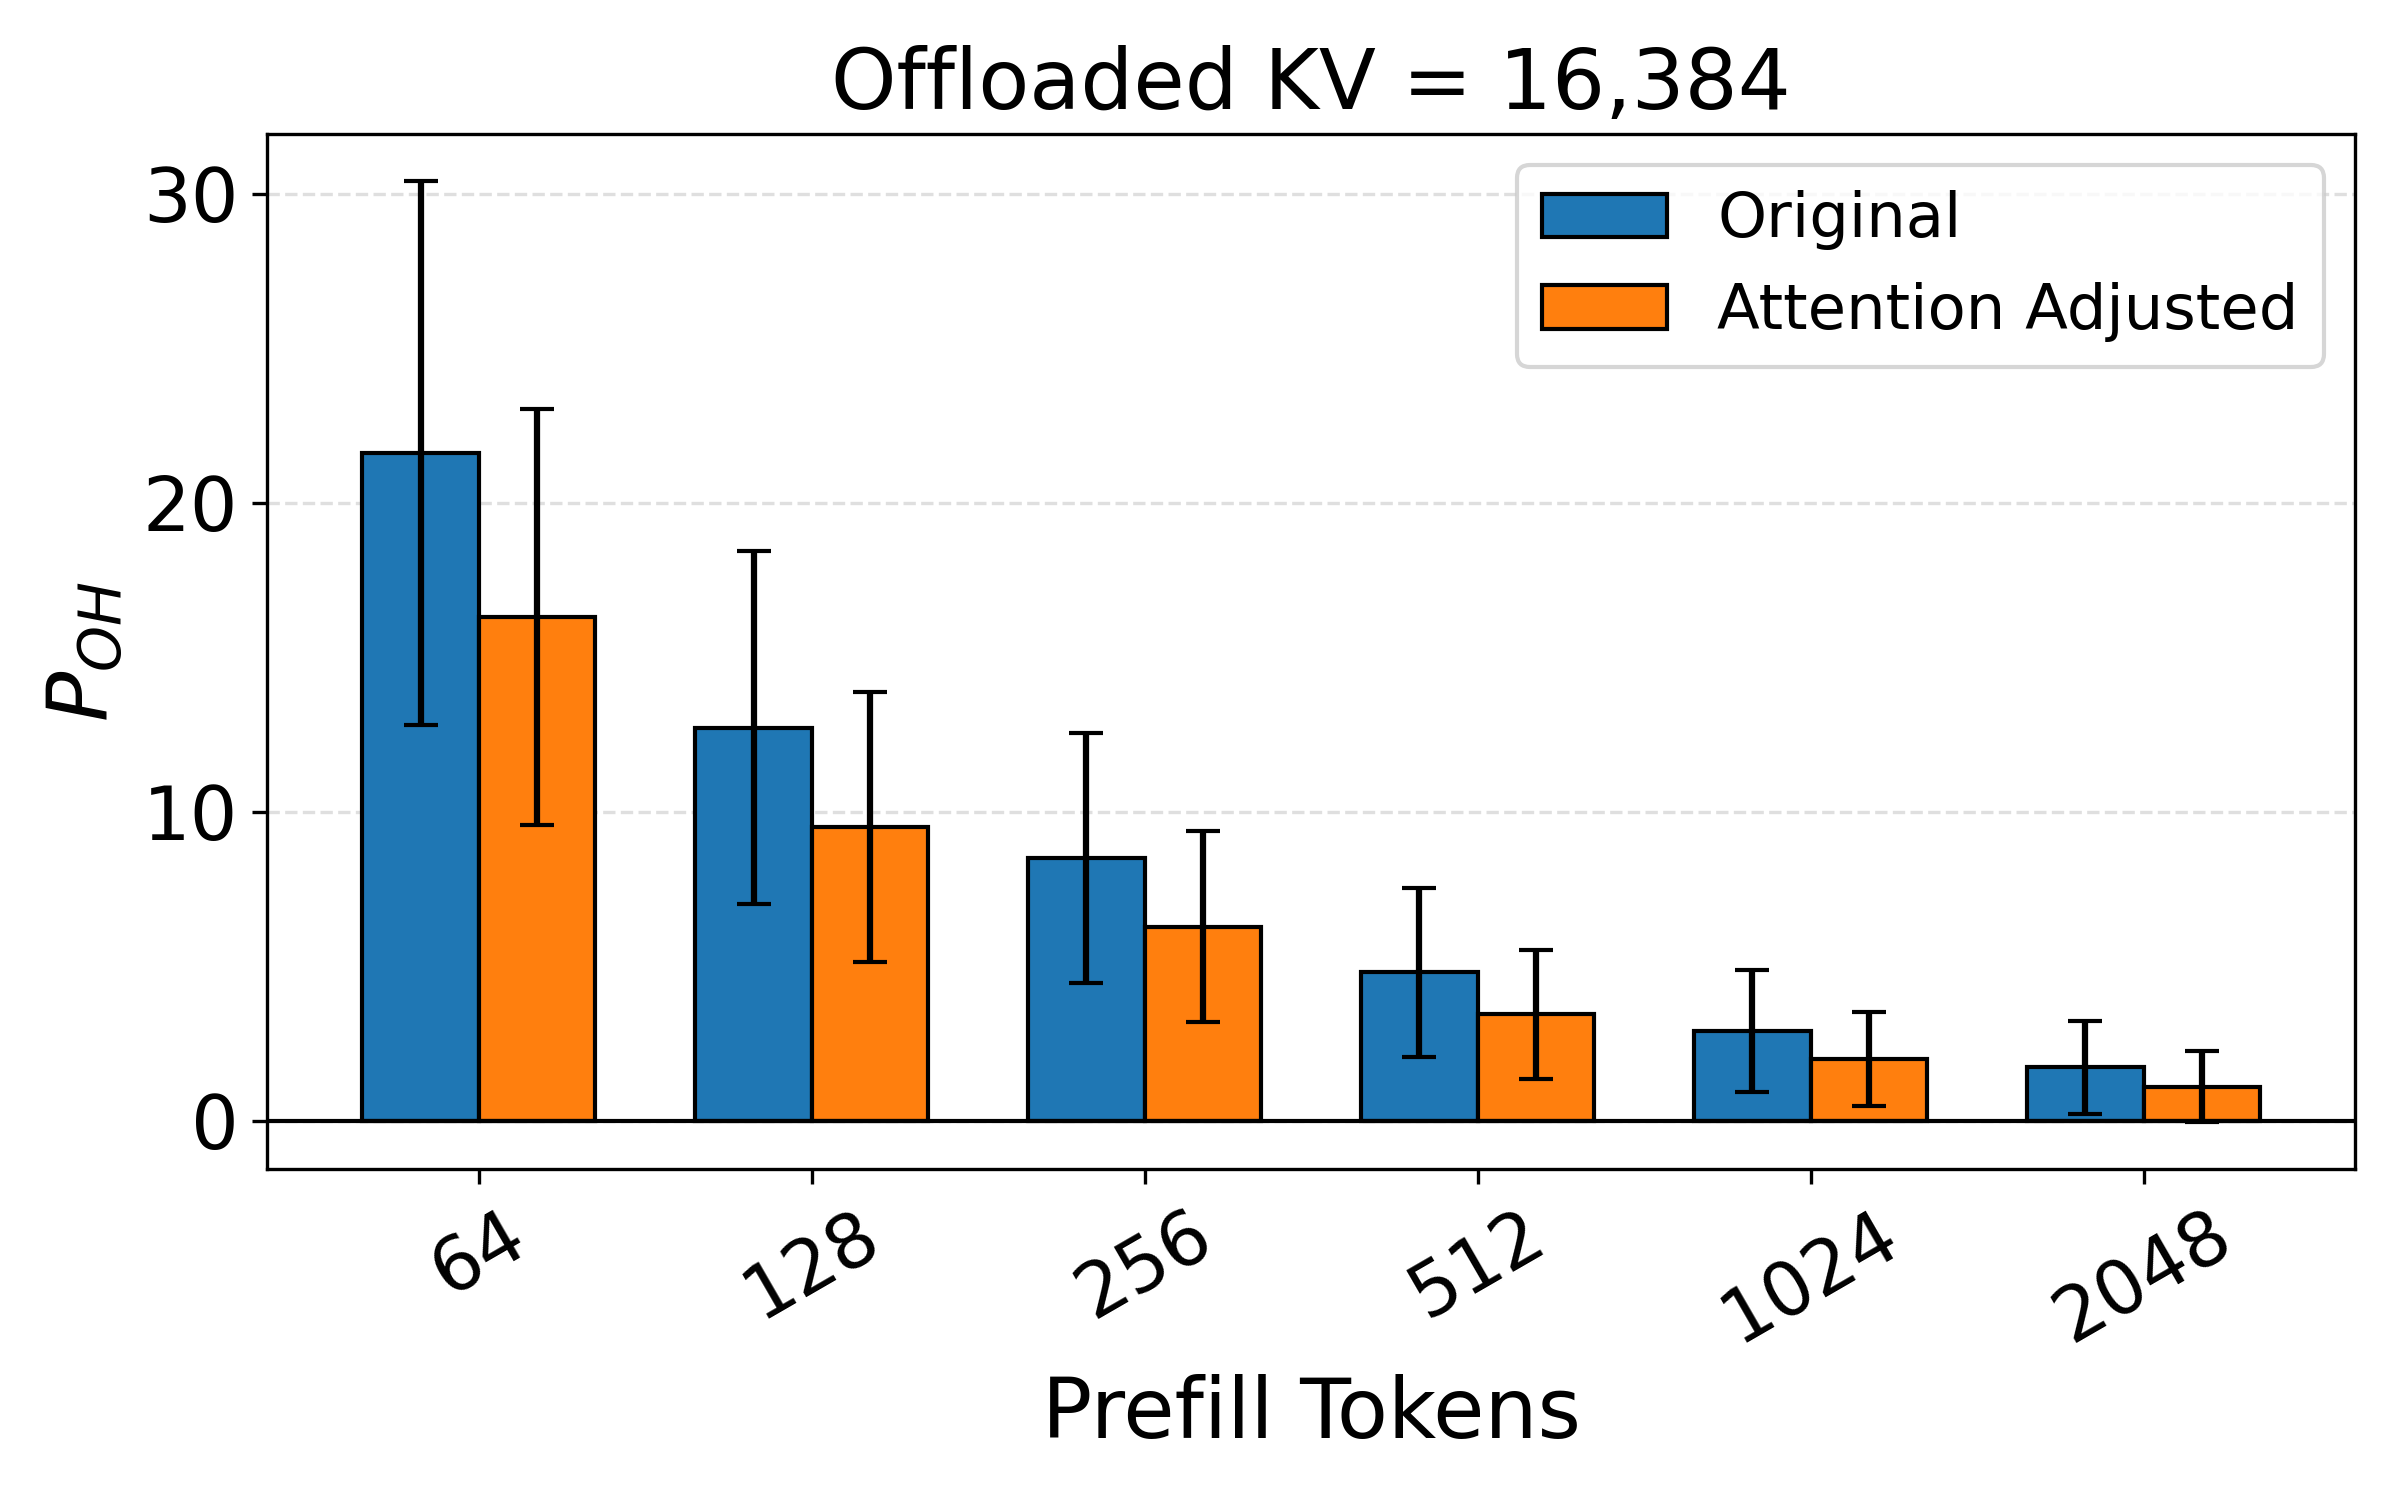 Offloaded KV = 16,384
Original
Attention Adjusted
30
20
10
0
P_OH
64
128
256
512
1024
2048
Prefill Tokens